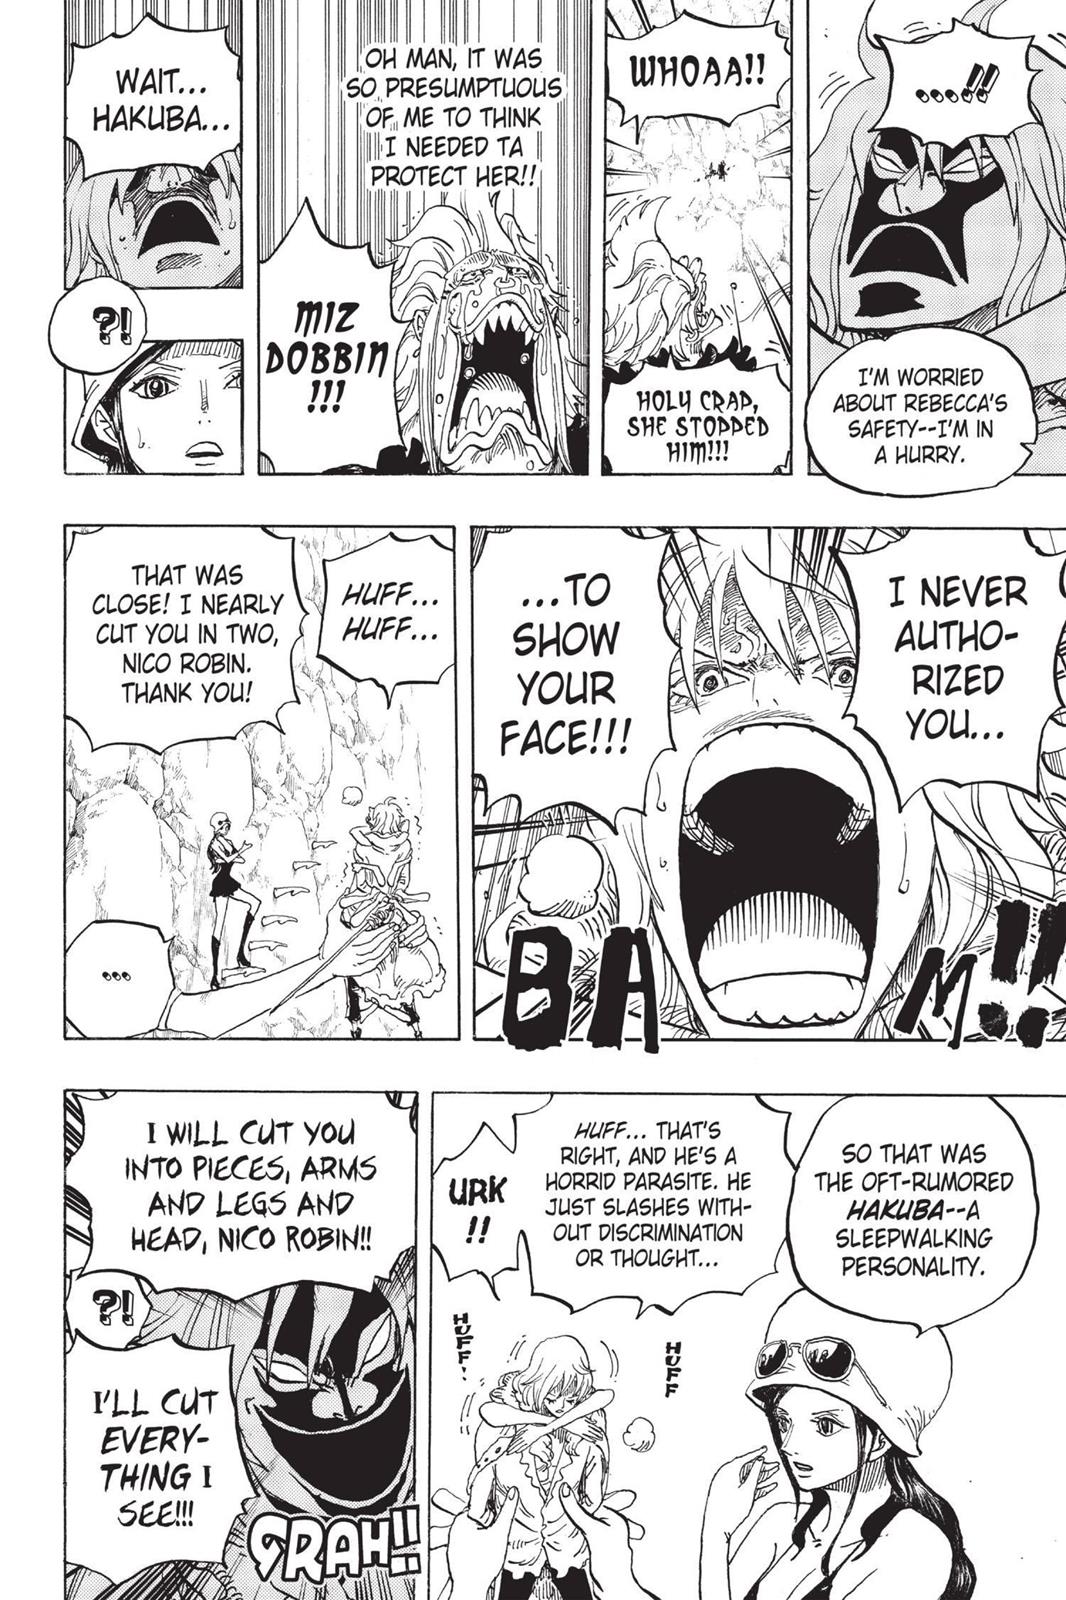 ...!!
I'M WORRIED
ABOUT REBECCA'S
SAFETY--I'M IN
A HURRY.
WHOAA!!
HOLY CRAP,
SHE STOPPED
HIM!!!
OH MAN, IT WAS
SO PRESUMPTUOUS
OF ME TO THINK
I NEEDED TA
PROTECT HER!!
MIZ
DOBBIN
!!!
WAIT...
HAKUBA...
?!
I NEVER
AUTHO-
RIZED
YOU...
...TO
SHOW
YOUR
FACE!!!
BAM!!
HUFF...
HUFF...
THAT WAS
CLOSE! I NEARLY
CUT YOU IN TWO,
NICO ROBIN.
THANK YOU!
...
SO THAT WAS
THE OFT-RUMORED
HAKUBA--A
SLEEPWALKING
PERSONALITY.
HUFF... THAT'S
RIGHT, AND HE'S A
HORRID PARASITE. HE
JUST SLASHES WITH-
OUT DISCRIMINATION
OR THOUGHT...
URK
!!
HUFF
HUFF!
I WILL CUT YOU
INTO PIECES, ARMS
AND LEGS AND
HEAD, NICO ROBIN!!
?!
I'LL CUT
EVERY-
THING I
SEE!!!
GRAH!!